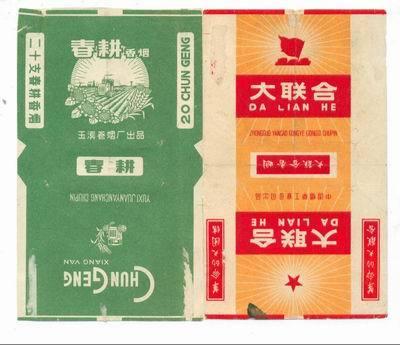 春耕香烟
二十支春耕香烟
20 CHUN GENG
玉溪卷烟厂出品
春耕
YUXI JUANYANCHANG CHUPIN
CHUNGENG
XIANG YAN
大联合
DA LIAN HE
ZHONGGUO YANCAO GONGYE GONGSI CHUPIN
大联合香烟
中国烟草工业公司出品
大联合
DA LIAN HE